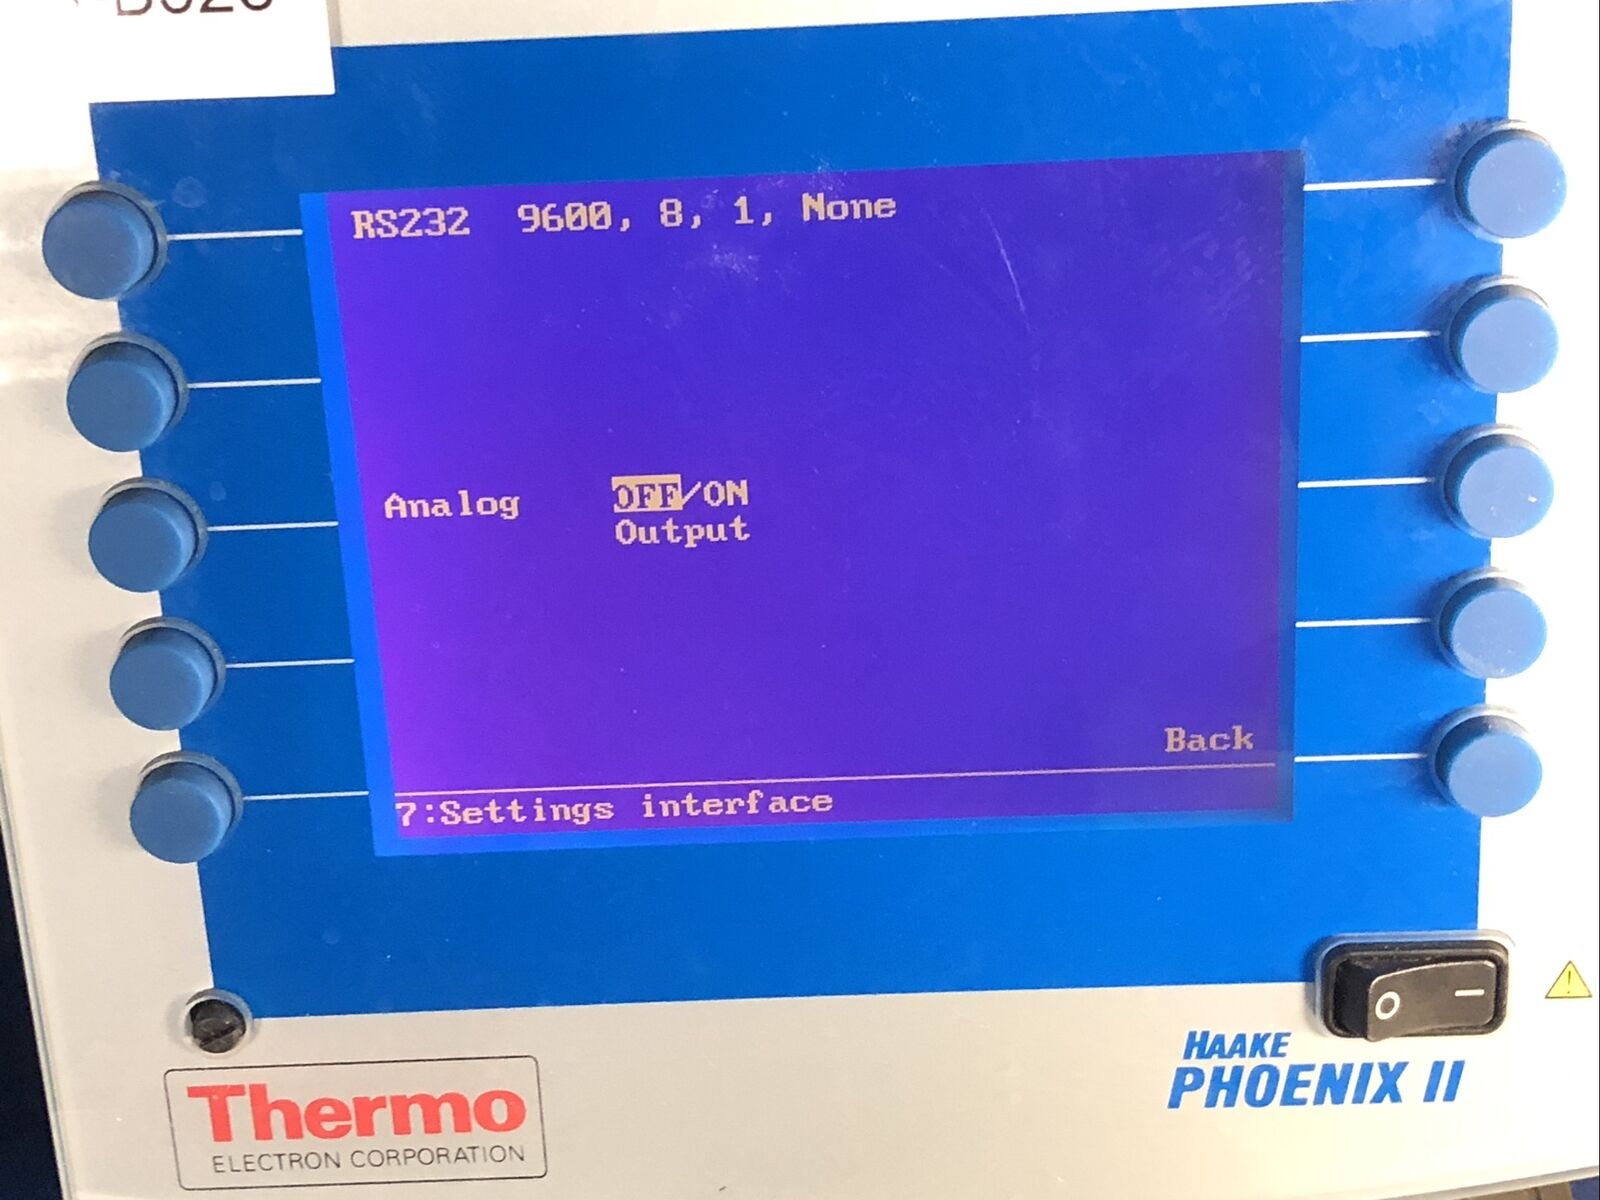 RS232 9600, 8, 1, None
Analog OFF/ON
Output
Back
7:Settings interface
HAAKE
PHOENIX II
Thermo
ELECTRON CORPORATION